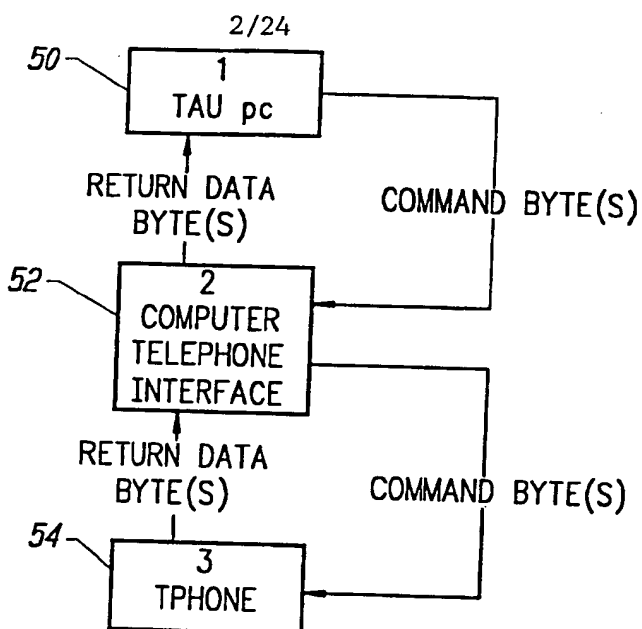 2/24
50
1
TAU pc
RETURN DATA
BYTE(S)
COMMAND BYTE(S)
52
2
COMPUTER
TELEPHONE
INTERFACE
RETURN DATA
BYTE(S)
COMMAND BYTE(S)
54
3
TPHONE